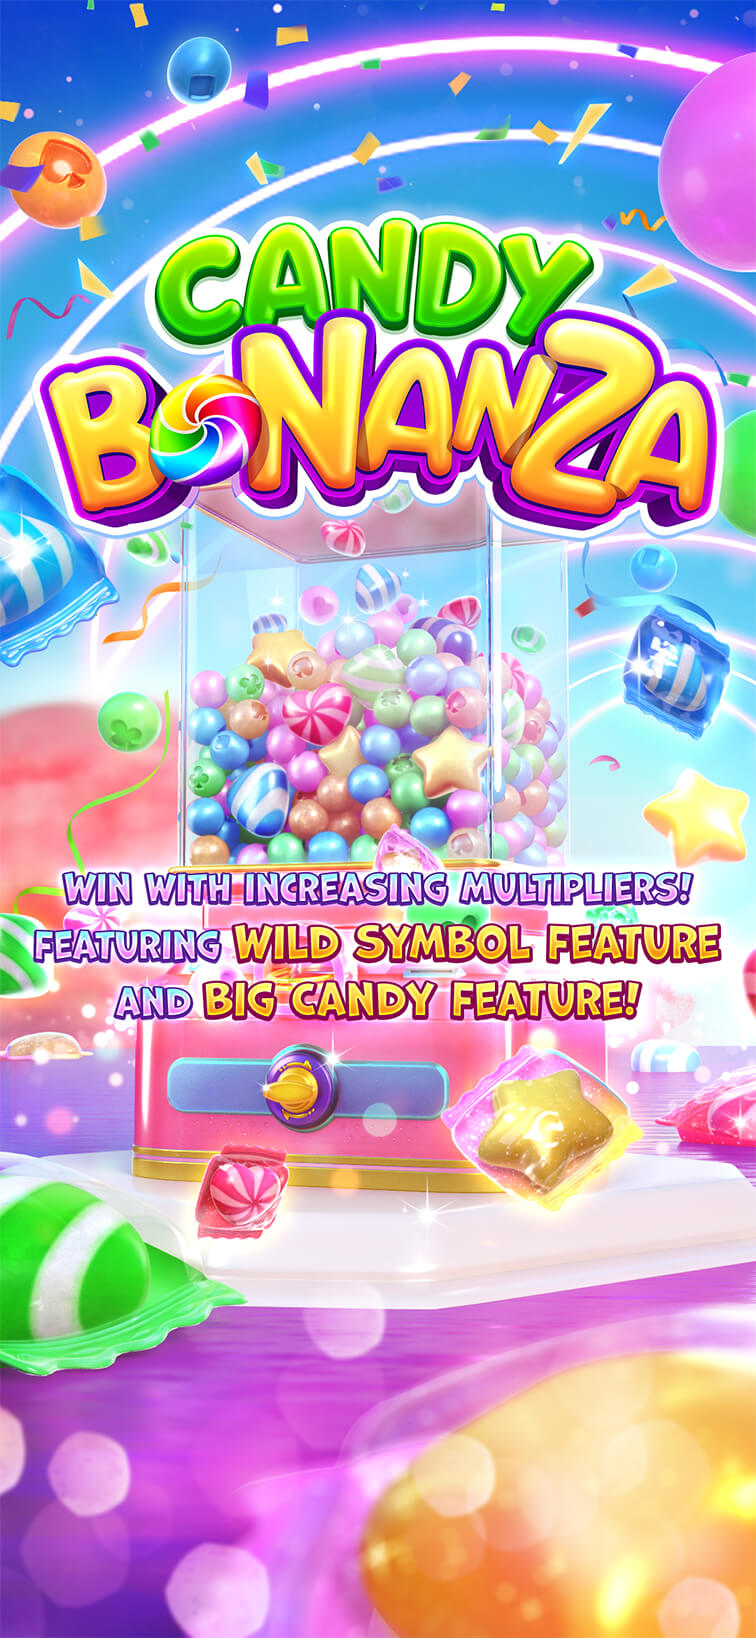 CANDY
BONANZA
WIN WITH INCREASING MULTIPLIERS!
FEATURING WILD SYMBOL FEATURE
AND BIG CANDY FEATURE!